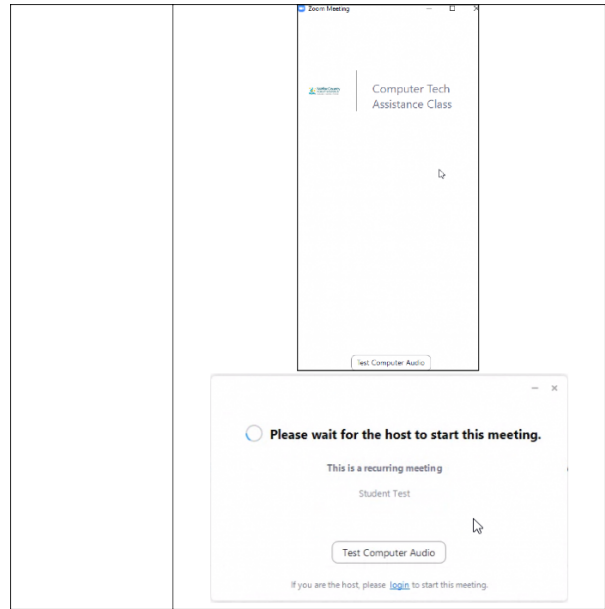 Zoom Meeting
Computer Tech
Assistance Class
Test Computer Audio
Please wait for the host to start this meeting.
This is a recurring meeting
Student Test
Test Computer Audio
If you are the host, please login to start this meeting.